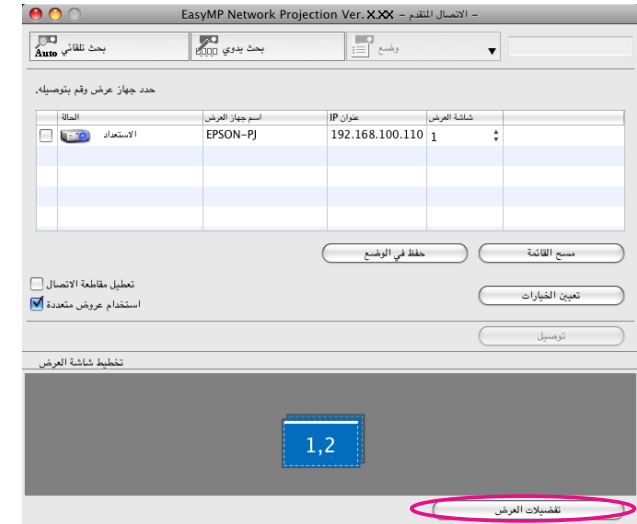 EasyMP Network Projection Ver. X.XX – الاتصال المتقدم –
Auto بحث تلقائي
بحث يدوي
وضع
حدد جهاز عرض وقم بتوصيله.
الحالة
اسم جهاز العرض
عنوان IP
شاشة العرض
الاستعداد
EPSON-PJ
192.168.100.110
1
حفظ في الوضع
مسح القائمة
تعطيل مقاطعة الاتصال
استخدام عروض متعددة
تعيين الخيارات
توصيل
تخطيط شاشة العرض
1,2
تفضيلات العرض